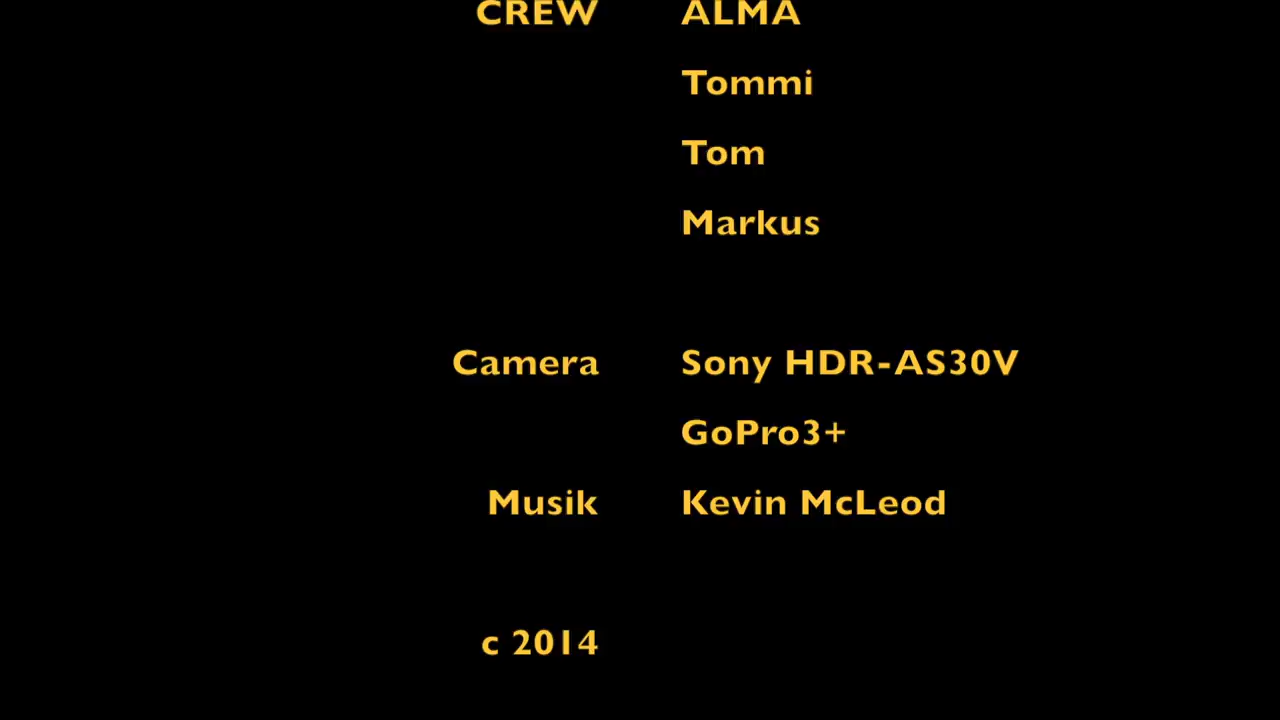 CREW ALMA
Tommi
Tom
Markus
Camera Sony HDR-AS30V
GoPro3+
Musik Kevin McLeod
c 2014